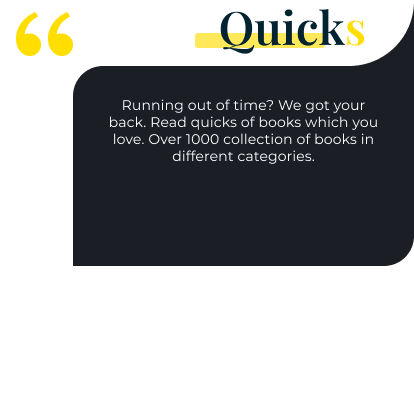 “ Quicks
Running out of time? We got your
back. Read quicks of books which you
love. Over 1000 collection of books in
different categories.